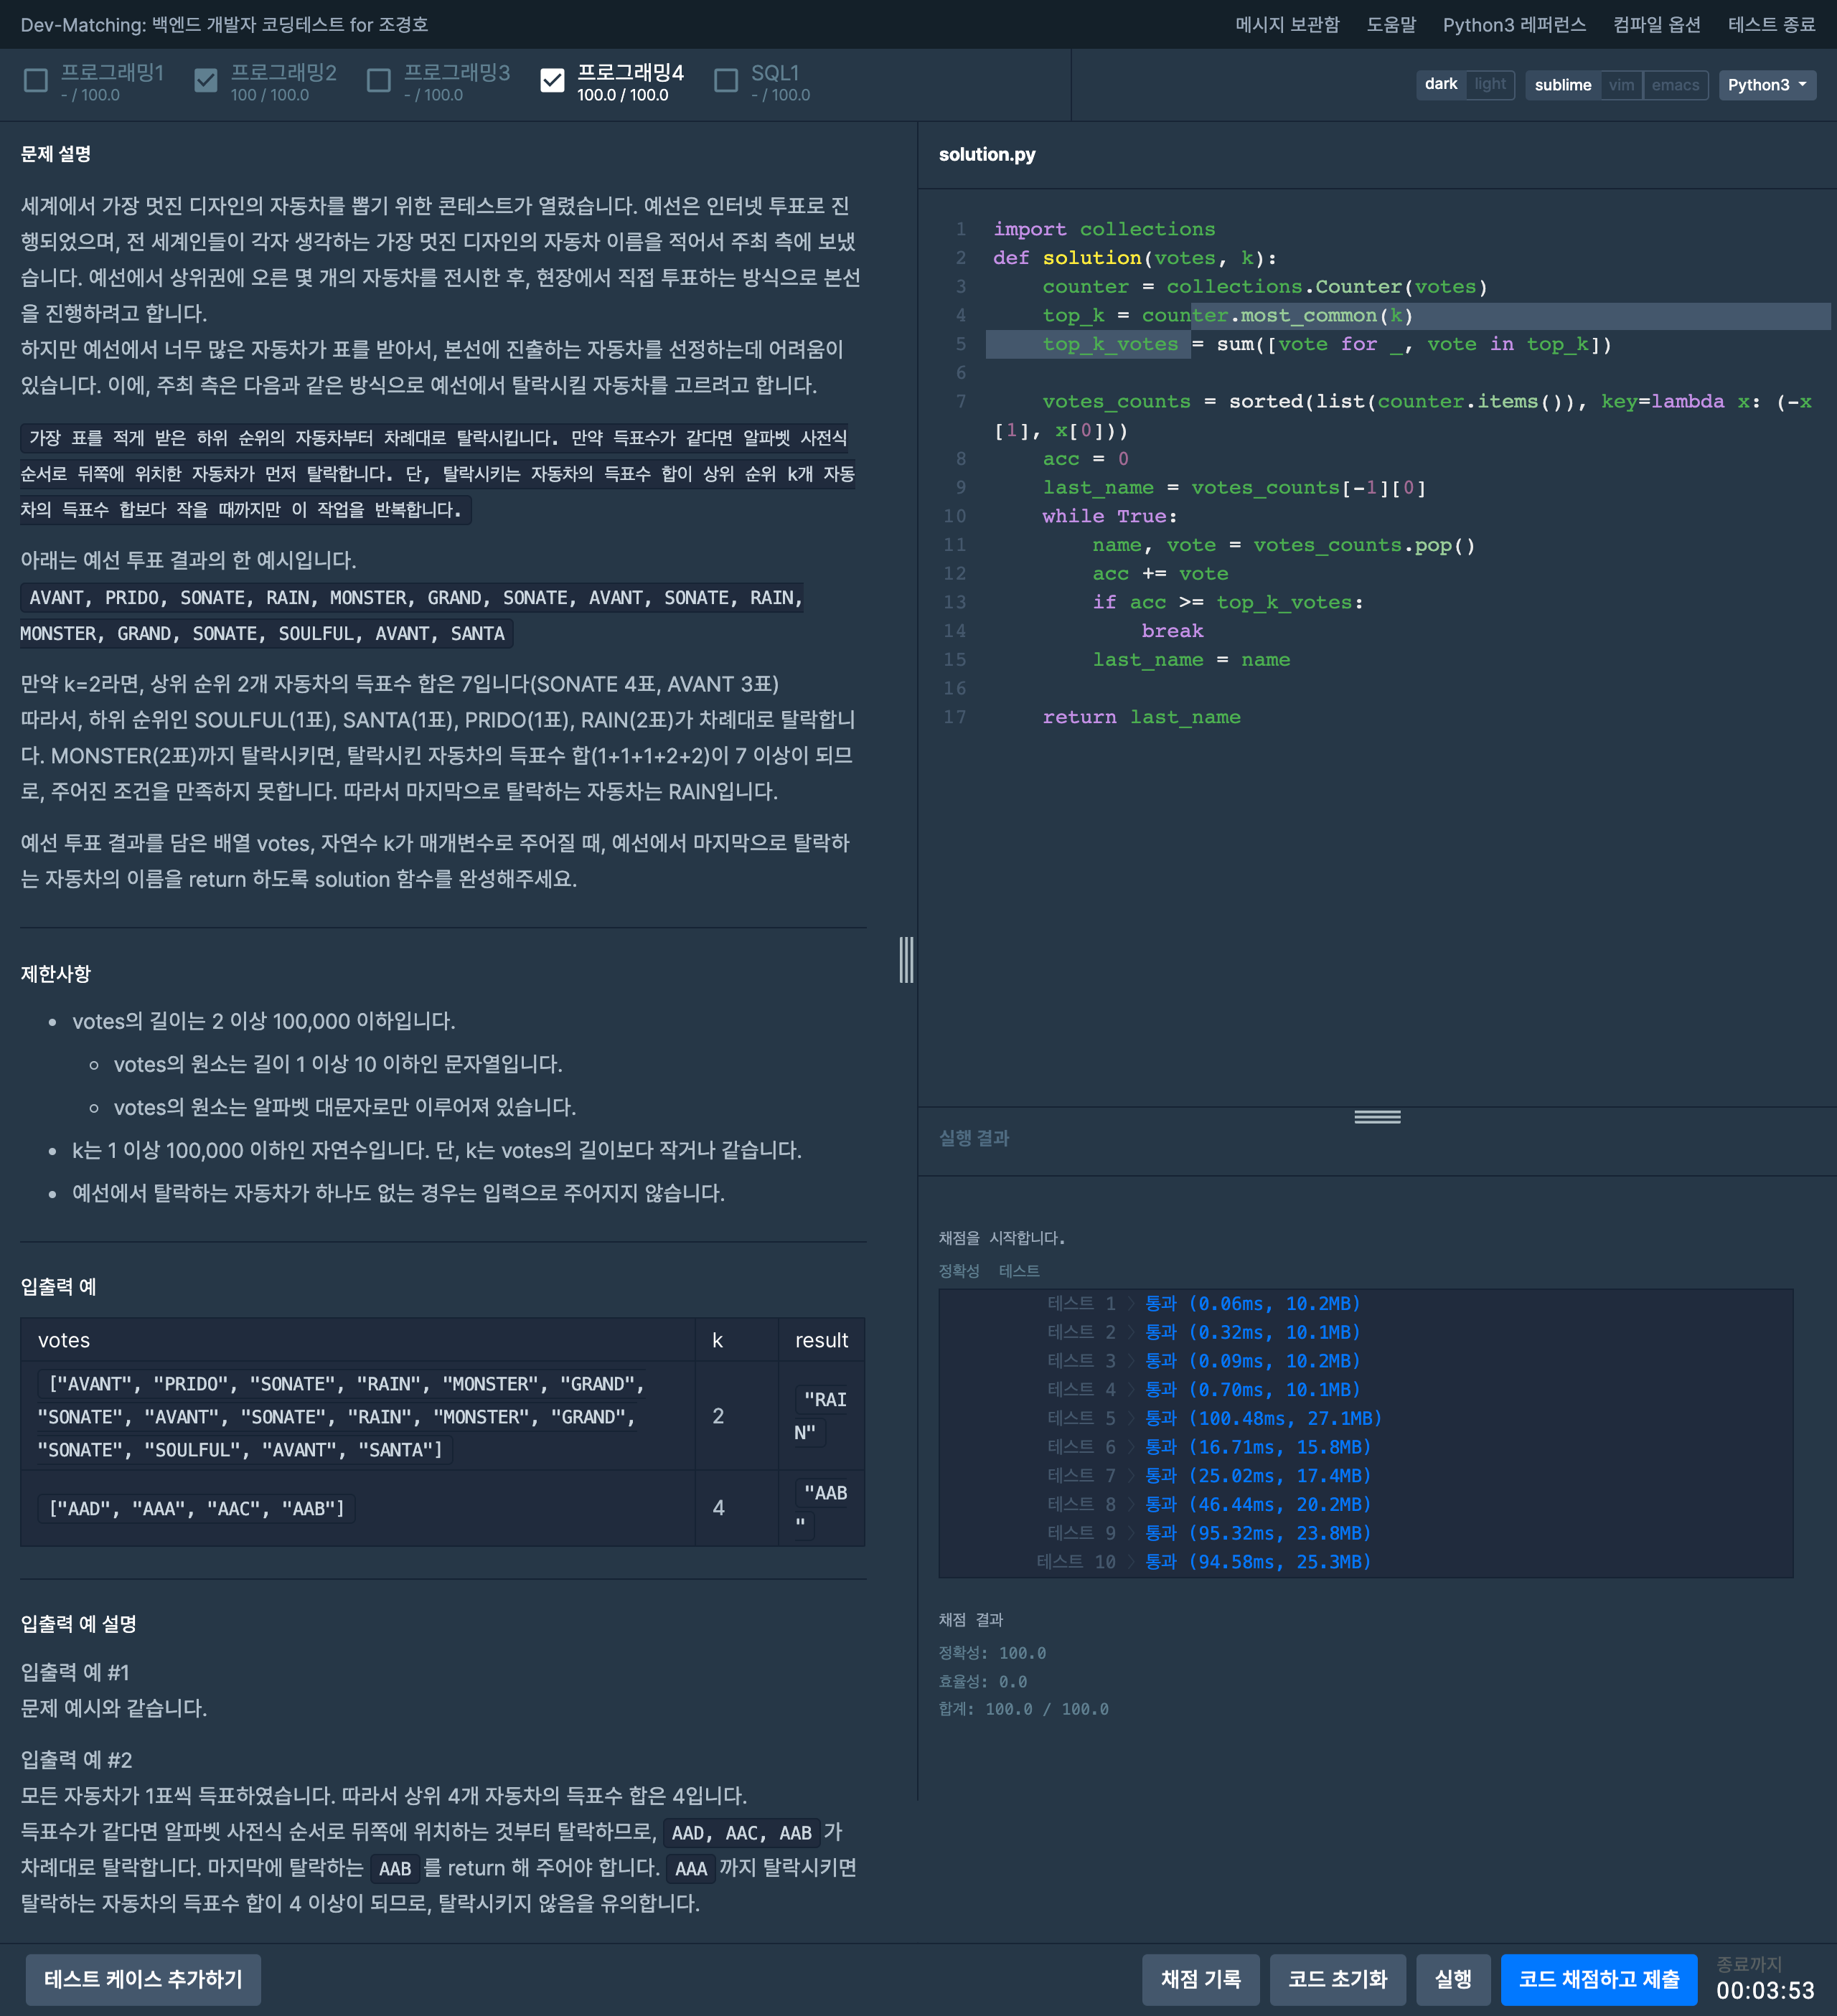 Dev-Matching: 백엔드 개발자 코딩테스트 for 조경호
메시지 보관함 도움말 Python3 레퍼런스 컴파일 옵션 테스트 종료
프로그래밍1
- / 100.0
프로그래밍2
100 / 100.0
프로그래밍3
- / 100.0
프로그래밍4
100.0 / 100.0
SQL1
- / 100.0
dark light
sublime vim emacs
Python3
문제 설명
세계에서 가장 멋진 디자인의 자동차를 뽑기 위한 콘테스트가 열렸습니다. 예선은 인터넷 투표로 진
행되었으며, 전 세계인들이 각자 생각하는 가장 멋진 디자인의 자동차 이름을 적어서 주최 측에 보냈
습니다. 예선에서 상위권에 오른 몇 개의 자동차를 전시한 후, 현장에서 직접 투표하는 방식으로 본선
을 진행하려고 합니다.
하지만 예선에서 너무 많은 자동차가 표를 받아서, 본선에 진출하는 자동차를 선정하는데 어려움이
있습니다. 이에, 주최 측은 다음과 같은 방식으로 예선에서 탈락시킬 자동차를 고르려고 합니다.
가장 표를 적게 받은 하위 순위의 자동차부터 차례대로 탈락시킵니다. 만약 득표수가 같다면 알파벳 사전식
순서로 뒤쪽에 위치한 자동차가 먼저 탈락합니다. 단, 탈락시키는 자동차의 득표수 합이 상위 순위 k개 자동
차의 득표수 합보다 작을 때까지만 이 작업을 반복합니다.
아래는 예선 투표 결과의 한 예시입니다.
AVANT, PRIDO, SONATE, RAIN, MONSTER, GRAND, SONATE, AVANT, SONATE, RAIN,
MONSTER, GRAND, SONATE, SOULFUL, AVANT, SANTA
만약 k=2라면, 상위 순위 2개 자동차의 득표수 합은 7입니다(SONATE 4표, AVANT 3표)
따라서, 하위 순위인 SOULFUL(1표), SANTA(1표), PRIDO(1표), RAIN(2표)가 차례대로 탈락합니
다. MONSTER(2표)까지 탈락시키면, 탈락시킨 자동차의 득표수 합(1+1+1+2+2)이 7 이상이 되므
로, 주어진 조건을 만족하지 못합니다. 따라서 마지막으로 탈락하는 자동차는 RAIN입니다.
예선 투표 결과를 담은 배열 votes, 자연수 k가 매개변수로 주어질 때, 예선에서 마지막으로 탈락하
는 자동차의 이름을 return 하도록 solution 함수를 완성해주세요.
제한사항
• votes의 길이는 2 이상 100,000 이하입니다.
◦ votes의 원소는 길이 1 이상 10 이하인 문자열입니다.
◦ votes의 원소는 알파벳 대문자로만 이루어져 있습니다.
• k는 1 이상 100,000 이하인 자연수입니다. 단, k는 votes의 길이보다 작거나 같습니다.
• 예선에서 탈락하는 자동차가 하나도 없는 경우는 입력으로 주어지지 않습니다.
입출력 예
votes k result
["AVANT", "PRIDO", "SONATE", "RAIN", "MONSTER", "GRAND",
"SONATE", "AVANT", "SONATE", "RAIN", "MONSTER", "GRAND",
"SONATE", "SOULFUL", "AVANT", "SANTA"]
2
"RAI
N"
["AAD", "AAA", "AAC", "AAB"]
4
"AAB
"
입출력 예 설명
입출력 예 #1
문제 예시와 같습니다.
입출력 예 #2
모든 자동차가 1표씩 득표하였습니다. 따라서 상위 4개 자동차의 득표수 합은 4입니다.
득표수가 같다면 알파벳 사전식 순서로 뒤쪽에 위치하는 것부터 탈락하므로, AAD, AAC, AAB 가
차례대로 탈락합니다. 마지막에 탈락하는 AAB 를 return 해 주어야 합니다. AAA 까지 탈락시키면
탈락하는 자동차의 득표수 합이 4 이상이 되므로, 탈락시키지 않음을 유의합니다.
solution.py
1 import collections
2 def solution(votes, k):
3     counter = collections.Counter(votes)
4     top_k = counter.most_common(k)
5     top_k_votes = sum([vote for _, vote in top_k])
6
7     votes_counts = sorted(list(counter.items()), key=lambda x: (-x
[1], x[0]))
8     acc = 0
9     last_name = votes_counts[-1][0]
10     while True:
11         name, vote = votes_counts.pop()
12         acc += vote
13         if acc >= top_k_votes:
14             break
15         last_name = name
16
17     return last_name
실행 결과
채점을 시작합니다.
정확성 테스트
테스트 1 〉 통과 (0.06ms, 10.2MB)
테스트 2 〉 통과 (0.32ms, 10.1MB)
테스트 3 〉 통과 (0.09ms, 10.2MB)
테스트 4 〉 통과 (0.70ms, 10.1MB)
테스트 5 〉 통과 (100.48ms, 27.1MB)
테스트 6 〉 통과 (16.71ms, 15.8MB)
테스트 7 〉 통과 (25.02ms, 17.4MB)
테스트 8 〉 통과 (46.44ms, 20.2MB)
테스트 9 〉 통과 (95.32ms, 23.8MB)
테스트 10 〉 통과 (94.58ms, 25.3MB)
채점 결과
정확성: 100.0
효율성: 0.0
합계: 100.0 / 100.0
테스트 케이스 추가하기
채점 기록
코드 초기화
실행
코드 채점하고 제출
종료까지
00:03:53